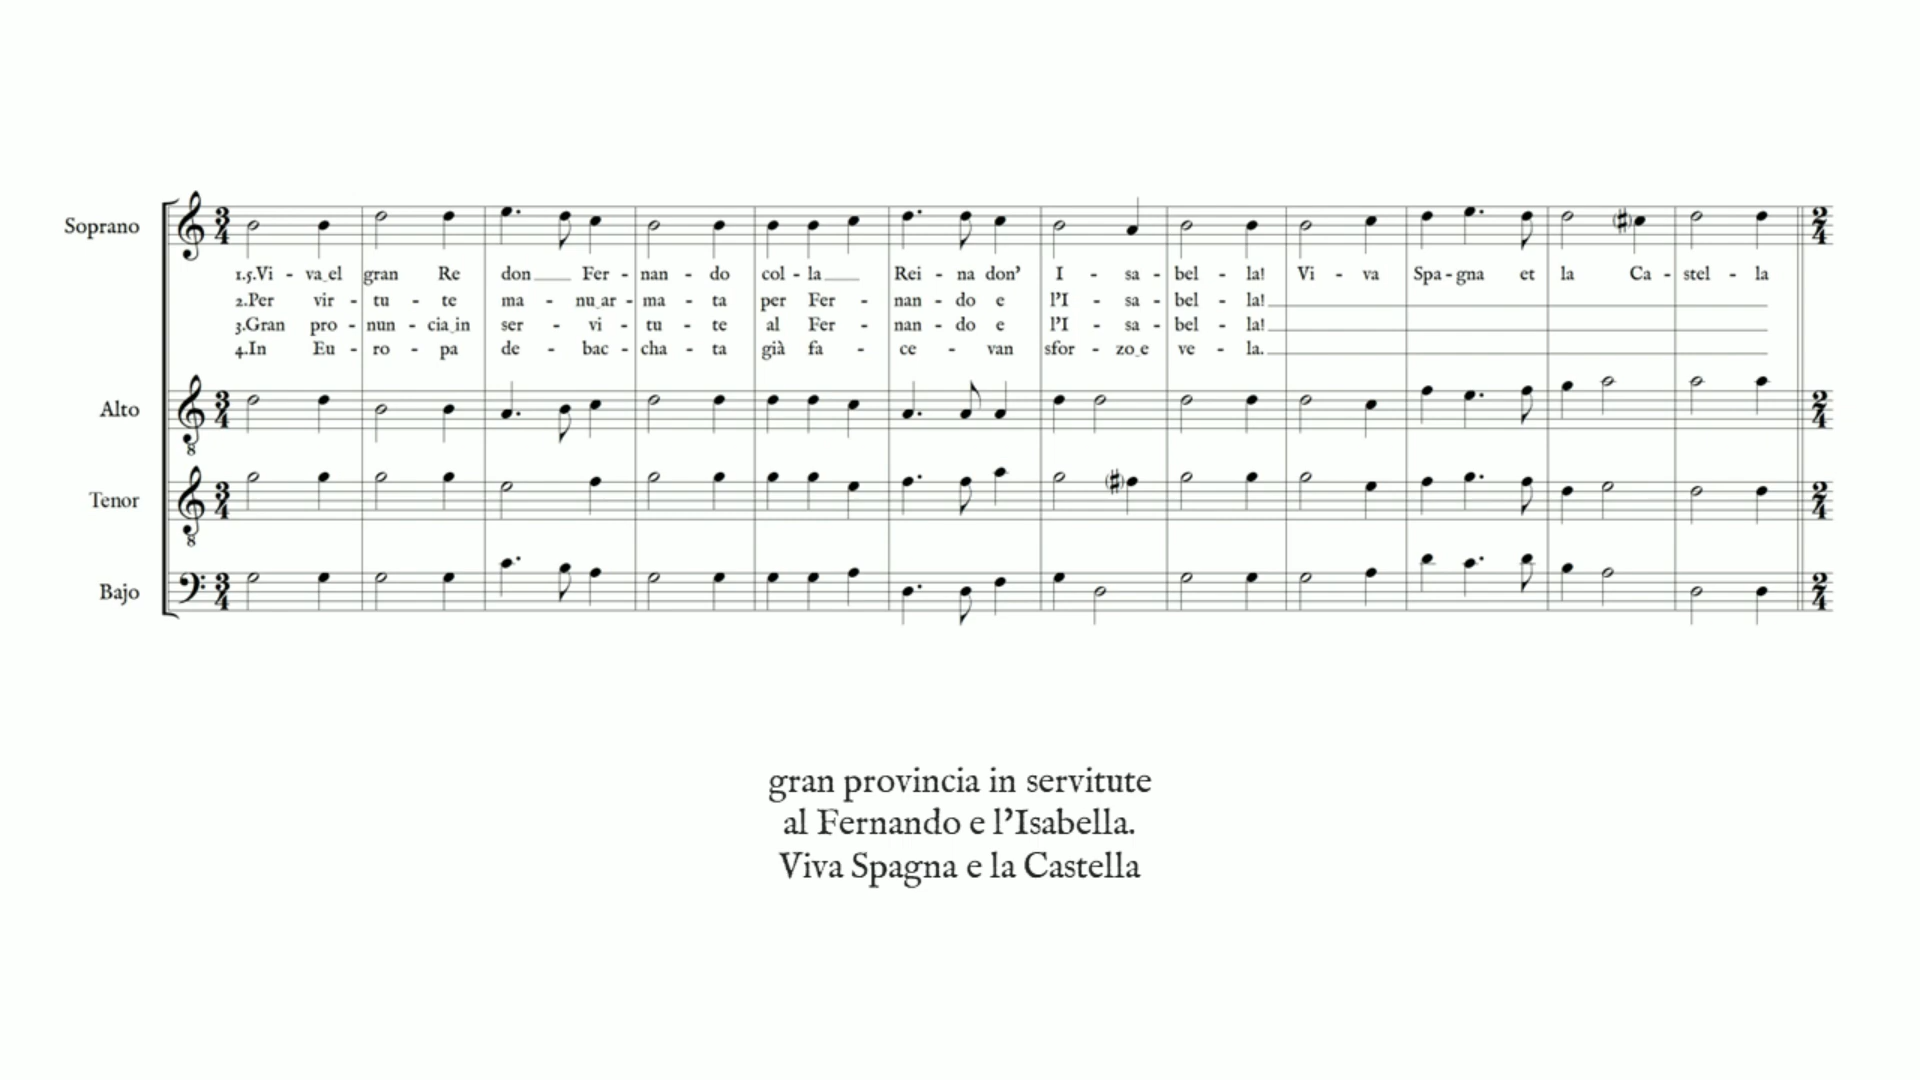 Soprano
1.5.Vi - va el gran Re don Fer - nan - do col - la Rei - na don' I - sa - bel - la! Vi - va Spa - gna et la Ca - stel - la
2.Per vir - tu - te ma - nu ar - ma - ta per Fer - nan - do e l'I - sa - bel - la!
3.Gran pro - nun - cia in ser - vi - tu - te al Fer - nan - do e l'I - sa - bel - la!
4.In Eu - ro - pa de - bac - cha - ta già fa - ce - van sfor - zo e ve - la.
Alto
Tenor
Bajo
gran provincia in servitute
al Fernando e l'Isabella.
Viva Spagna e la Castella